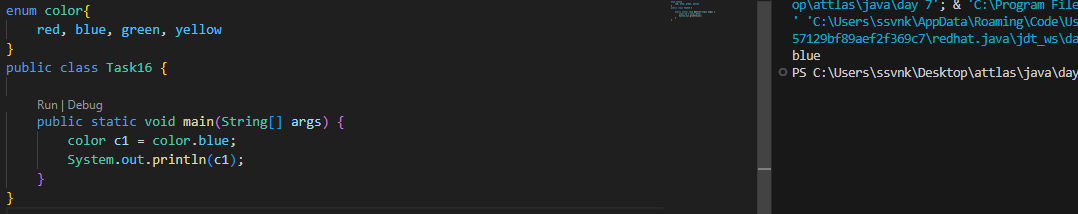 enum color{
red, blue, green, yellow
}
public class Task16 {
Run | Debug
public static void main(String[] args) {
color c1 = color.blue;
System.out.println(c1);
}
}
op\attlas\java\day 7'; & 'C:\Program File
' 'C:\Users\ssvnk\AppData\Roaming\Code\Us
57129bf89aef2f369c7\redhat.java\jdt_ws\da
blue
PS C:\Users\ssvnk\Desktop\attlas\java\day